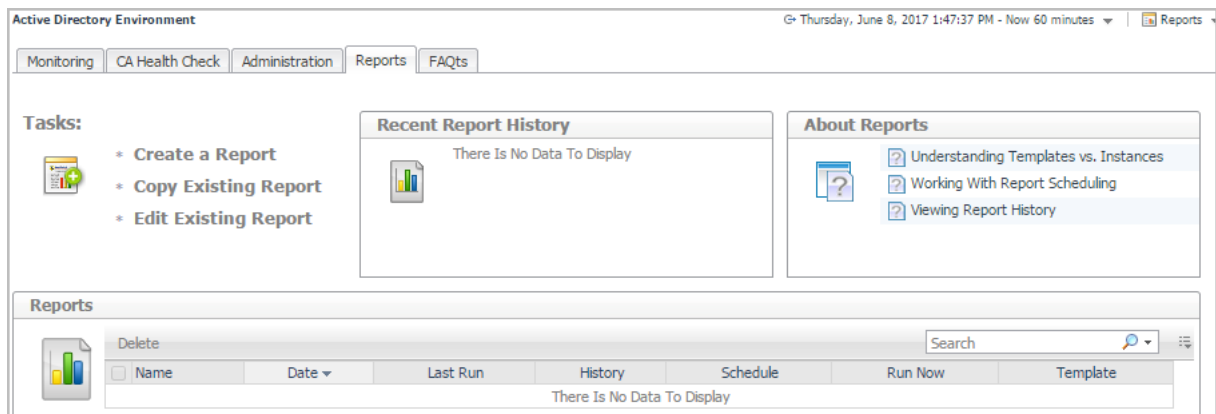 Active Directory Environment
Thursday, June 8, 2017 1:47:37 PM - Now 60 minutes
Reports
Monitoring CA Health Check Administration Reports FAQts
Tasks:
* Create a Report
* Copy Existing Report
* Edit Existing Report
Recent Report History
There Is No Data To Display
About Reports
Understanding Templates vs. Instances
Working With Report Scheduling
Viewing Report History
Reports
Delete Search
Name Date Last Run History Schedule Run Now Template
There Is No Data To Display